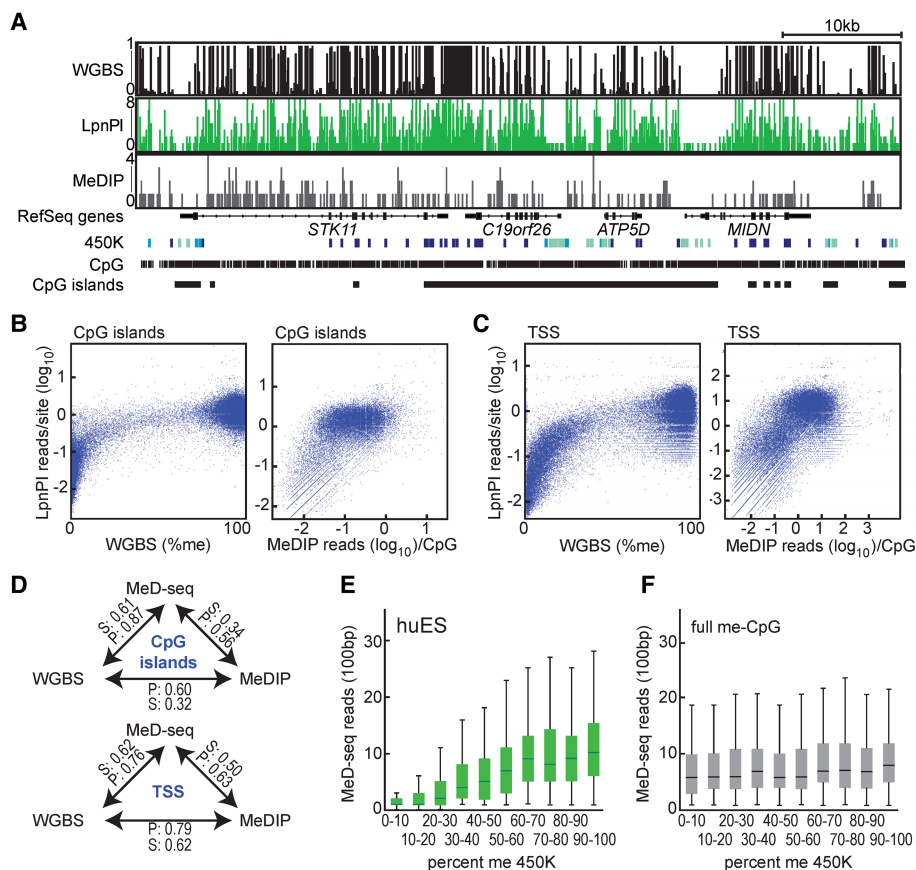 A
10kb
WGBS
1
0
LpnPI
8
0
MeDIP
4
0
RefSeq genes
STK11
C19orf26
ATP5D
MIDN
450K
CpG
CpG islands
B
CpG islands
CpG islands
LpnPI reads/site (log10)
1
0
-1
-2
0
100
WGBS (%me)
1
0
-1
-2
-2
-1
0
1
MeDIP reads (log10)/CpG
C
TSS
TSS
LpnPI reads/site (log10)
1
0
-1
-2
0
100
WGBS (%me)
2
1
0
-1
-2
-3
-2
-1
0
1
2
3
MeDIP reads (log10)/CpG
D
MeD-seq
S: 0.61
P: 0.87
S: 0.34
P: 0.56
CpG
islands
WGBS
MeDIP
P: 0.60
S: 0.32
MeD-seq
S: 0.62
P: 0.76
S: 0.50
P: 0.63
TSS
WGBS
MeDIP
P: 0.79
S: 0.62
E
huES
MeD-seq reads (100bp)
30
20
10
0
0-10 20-30 40-50 60-70 80-90
10-20 30-40 50-60 70-80 90-100
percent me 450K
F
full me-CpG
MeD-seq reads (100bp)
30
20
10
0
0-10 20-30 40-50 60-70 80-90
10-20 30-40 50-60 70-80 90-100
percent me 450K